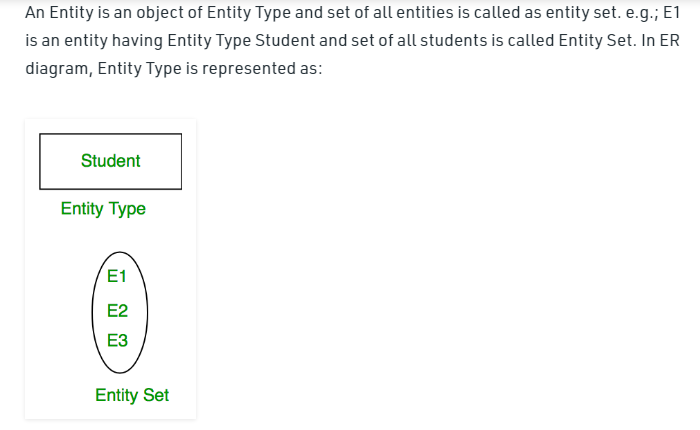 An Entity is an object of Entity Type and set of all entities is called as entity set. e.g.; E1
is an entity having Entity Type Student and set of all students is called Entity Set. In ER
diagram, Entity Type is represented as:
Student
Entity Type
E1
E2
E3
Entity Set